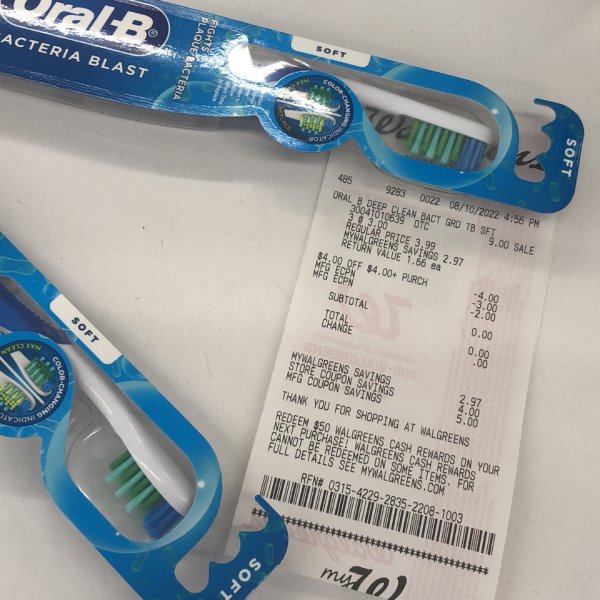 Oral-B®
BACTERIA BLAST
FIGHTS
PLAQUE BACTERIA
SOFT
COLOR-CHANGING INDICATOR
MAX CLEAN
REPLACE
SOFT
Walgreens
485 9283 0022 08/10/2022 4:56 PM
ORAL B DEEP CLEAN BACT GRD TB SFT
30041010639 OTC 9.00 SALE
3 @ 3.00
REGULAR PRICE 3.99
MYWALGREENS SAVINGS 2.97
RETURN VALUE 1.66 ea
$4.00 OFF $4.00+ PURCH -4.00
MFG ECPN -3.00
MFG ECPN -2.00
SUBTOTAL 0.00
TOTAL 0.00
CHANGE .00
MYWALGREENS SAVINGS 2.97
STORE COUPON SAVINGS 4.00
MFG COUPON SAVINGS 5.00
THANK YOU FOR SHOPPING AT WALGREENS
REDEEM $50 WALGREENS CASH REWARDS ON YOUR
NEXT PURCHASE! WALGREENS CASH REWARDS
CANNOT BE REDEEMED ON SOME ITEMS. FOR
FULL DETAILS SEE MYWALGREENS.COM
RFN# 0315-4229-2835-2208-1003
my W
SOFT
COLOR-CHANGING INDICATOR
MAX CLEAN
SOFT